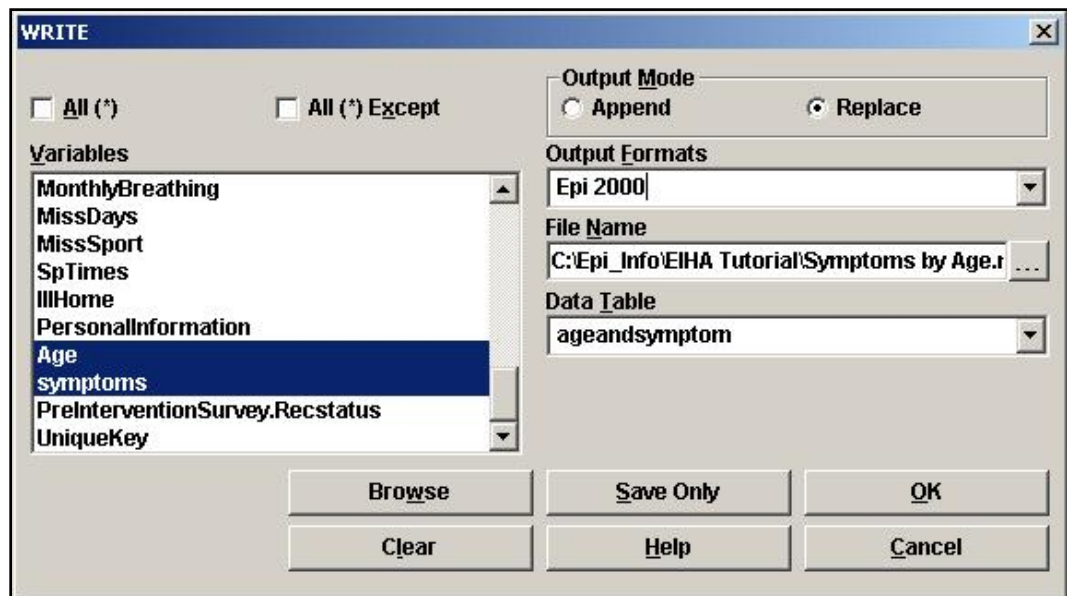 WRITE
All (*)
All (*) Except
Output Mode
Append
Replace
Variables
MonthlyBreathing
MissDays
MissSport
SpTimes
IllHome
PersonalInformation
Age
symptoms
PreInterventionSurvey.Recstatus
UniqueKey
Output Formats
Epi 2000
File Name
C:\Epi_Info\EIHA Tutorial\Symptoms by Age.r
...
Data Table
ageandsymptom
Browse
Save Only
OK
Clear
Help
Cancel